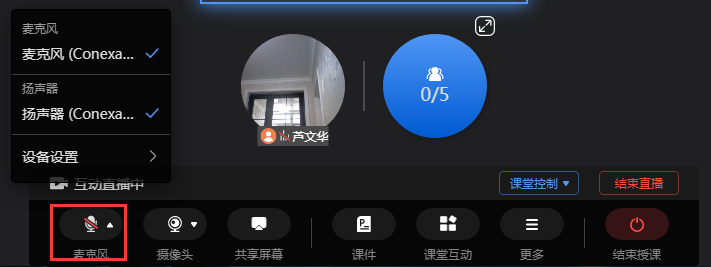 麦克风
麦克风 (Conexa...
扬声器
扬声器 (Conexa...
设备设置
0/5
芦文华
互动直播中
课堂控制
结束直播
麦克风
摄像头
共享屏幕
课件
课堂互动
更多
结束授课